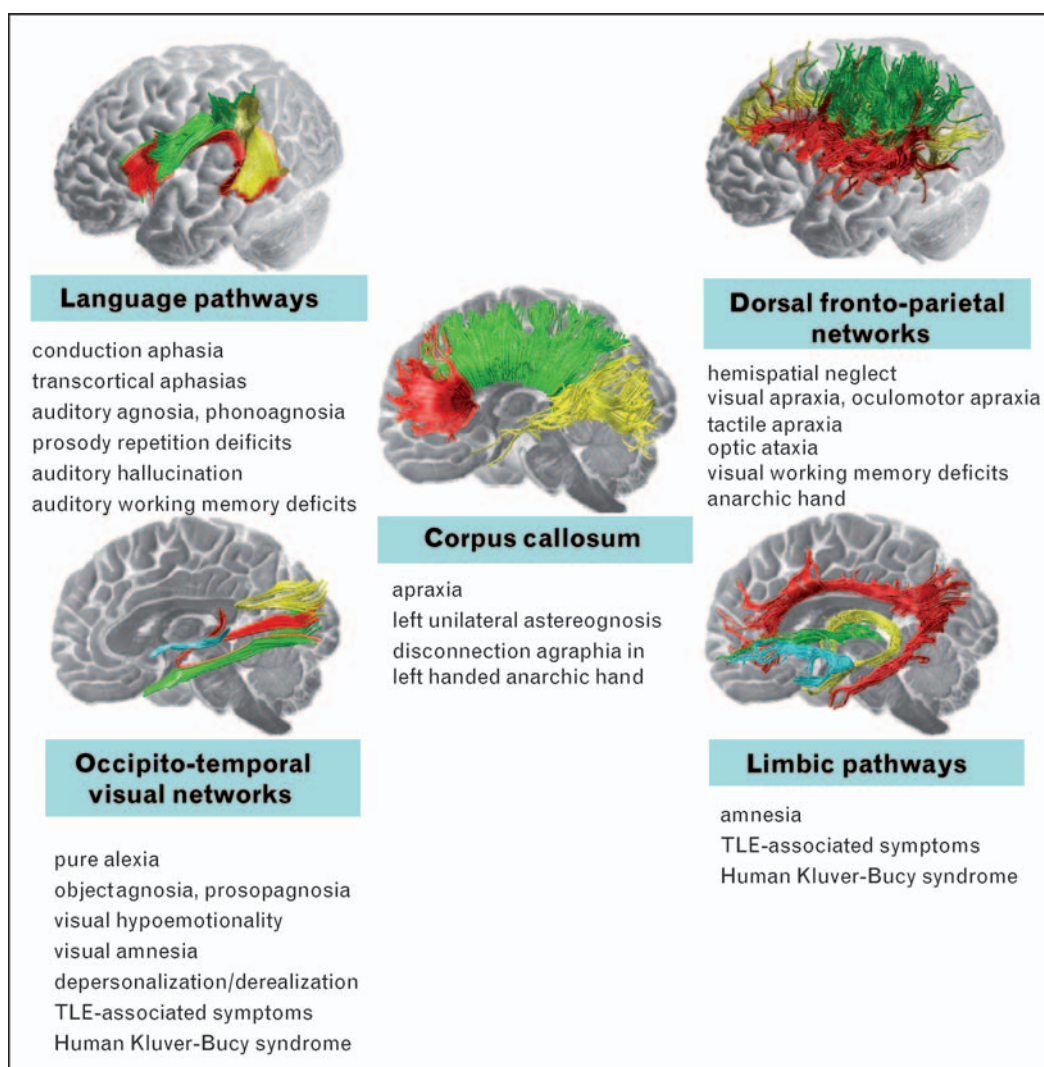 Language pathways
conduction aphasia
transcortical aphasias
auditory agnosia, phonoagnosia
prosody repetition deificits
auditory hallucination
auditory working memory deficits
Dorsal fronto-parietal
networks
hemispatial neglect
visual apraxia, oculomotor apraxia
tactile apraxia
optic ataxia
visual working memory deficits
anarchic hand
Corpus callosum
apraxia
left unilateral astereognosis
disconnection agraphia in
left handed anarchic hand
Occipito-temporal
visual networks
pure alexia
objectagnosia, prosopagnosia
visual hypoemotionality
visual amnesia
depersonalization/derealization
TLE-associated symptoms
Human Kluver-Bucy syndrome
Limbic pathways
amnesia
TLE-associated symptoms
Human Kluver-Bucy syndrome